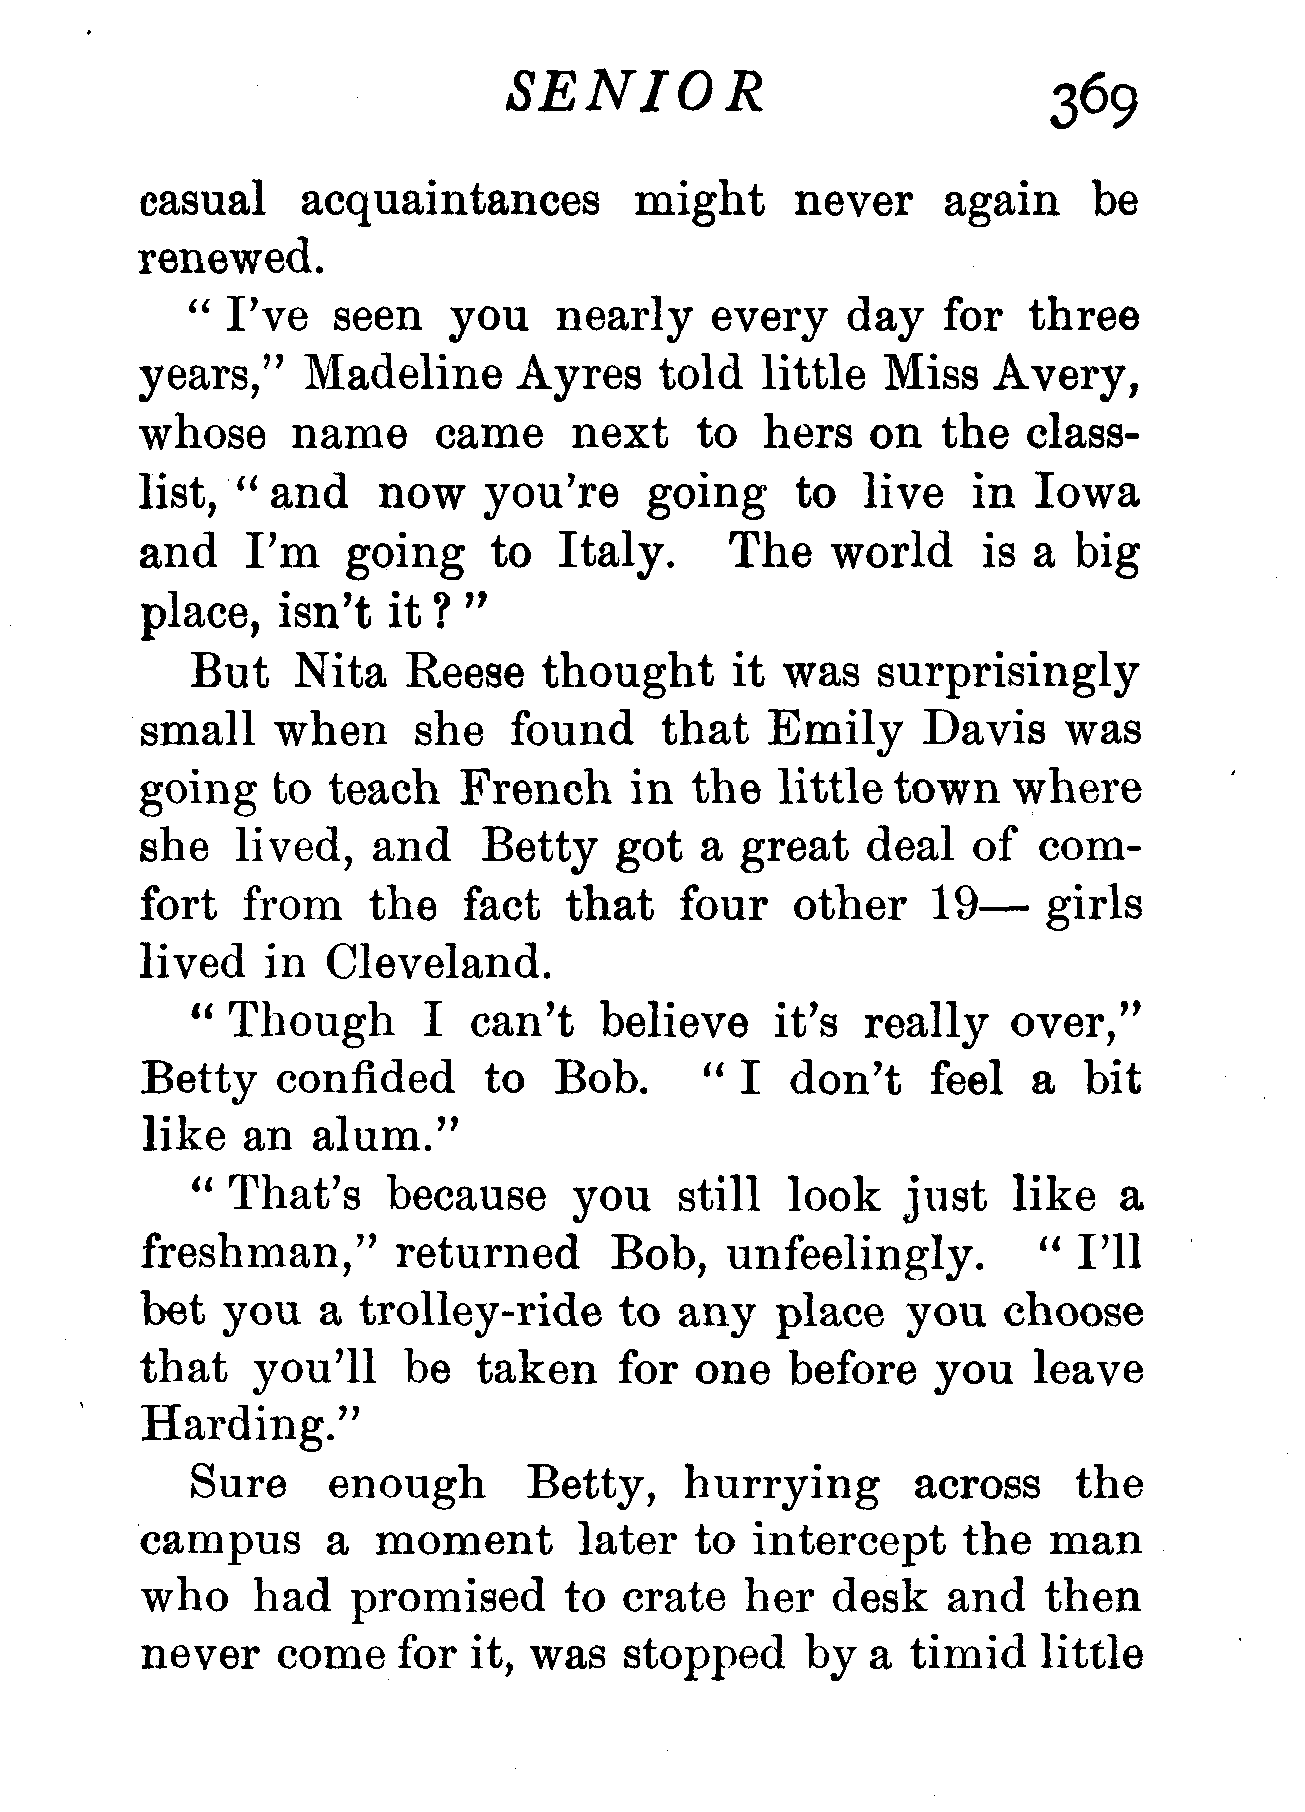 SENIOR 369
casual acquaintances might never again be
renewed.
" I've seen you nearly every day for three
years," Madeline Ayres told little Miss Avery,
whose name came next to hers on the class-
list, " and now you're going to live in Iowa
and I'm going to Italy. The world is a big
place, isn't it ? "
But Nita Reese thought it was surprisingly
small when she found that Emily Davis was
going to teach French in the little town where
she lived, and Betty got a great deal of com-
fort from the fact that four other 19— girls
lived in Cleveland.
" Though I can't believe it's really over,"
Betty confided to Bob. " I don't feel a bit
like an alum."
" That's because you still look just like a
freshman," returned Bob, unfeelingly. " I'll
bet you a trolley-ride to any place you choose
that you'll be taken for one before you leave
Harding."
Sure enough Betty, hurrying across the
campus a moment later to intercept the man
who had promised to crate her desk and then
never come for it, was stopped by a timid little